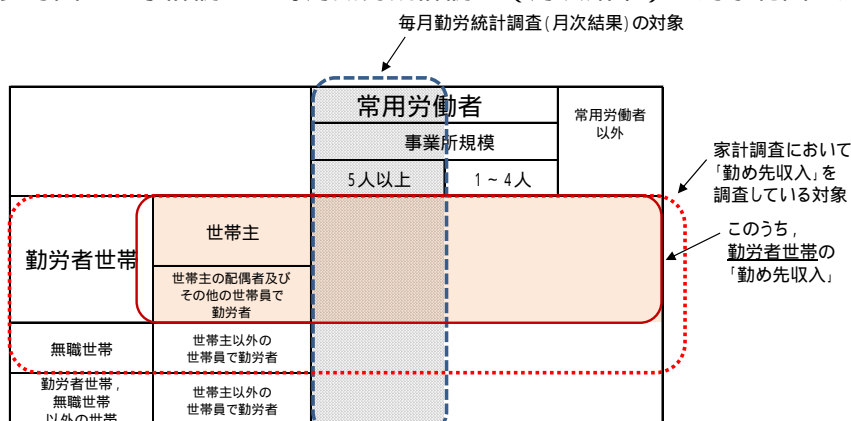 毎月勤労統計調査(月次結果)の対象
常用労働者
常用労働者
以外
事業所規模
5人以上
1~4人
家計調査において
「勤め先収入」を
調査している対象
このうち,
勤労者世帯の
「勤め先収入」
勤労者世帯
世帯主
世帯主の配偶者及び
その他の世帯員で
勤労者
無職世帯
世帯主以外の
世帯員で勤労者
勤労者世帯,
無職世帯
以外の世帯
世帯主以外の
世帯員で勤労者